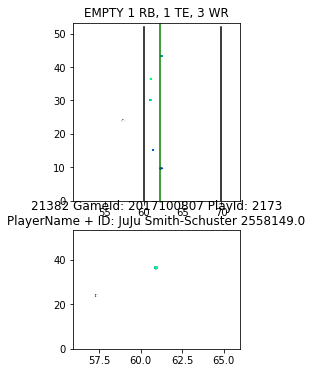 EMPTY 1 RB, 1 TE, 3 WR
50
40
30
20
10
0
60 65 70
21382 GameId: 2017100807 PlayId: 2173
PlayerName + ID: JuJu Smith-Schuster 2558149.0
40
20
0
57.5 60.0 62.5 65.0